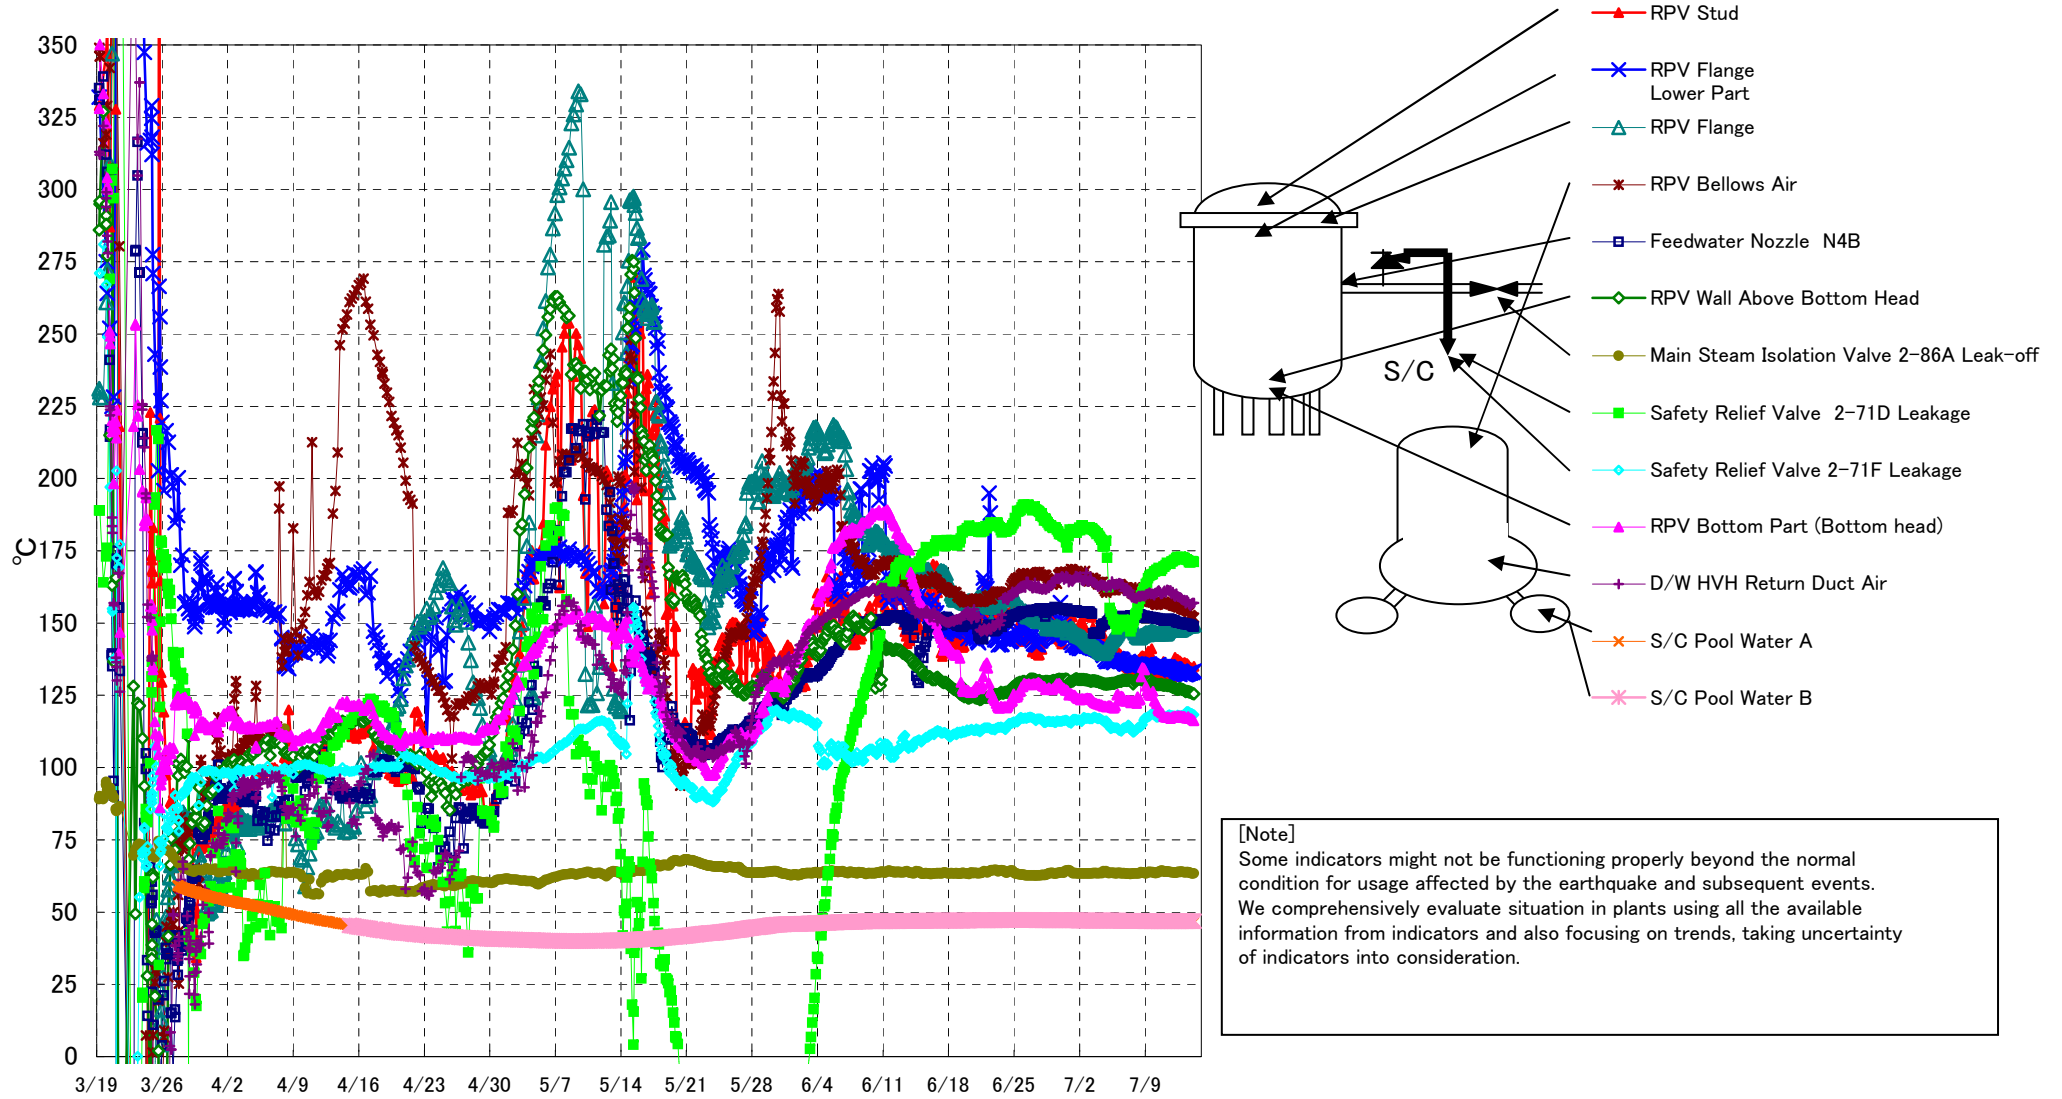 350
325
300
275
250
225
200
175
150
125
100
75
50
25
0
℃
3/19 3/26 4/2 4/9 4/16 4/23 4/30 5/7 5/14 5/21 5/28 6/4 6/11 6/18 6/25 7/2 7/9
RPV Stud
RPV Flange
Lower Part
RPV Flange
RPV Bellows Air
Feedwater Nozzle N4B
RPV Wall Above Bottom Head
Main Steam Isolation Valve 2-86A Leak-off
Safety Relief Valve 2-71D Leakage
Safety Relief Valve 2-71F Leakage
RPV Bottom Part (Bottom head)
D/W HVH Return Duct Air
S/C Pool Water A
S/C Pool Water B
S/C
[Note]
Some indicators might not be functioning properly beyond the normal
condition for usage affected by the earthquake and subsequent events.
We comprehensively evaluate situation in plants using all the available
information from indicators and also focusing on trends, taking uncertainty
of indicators into consideration.